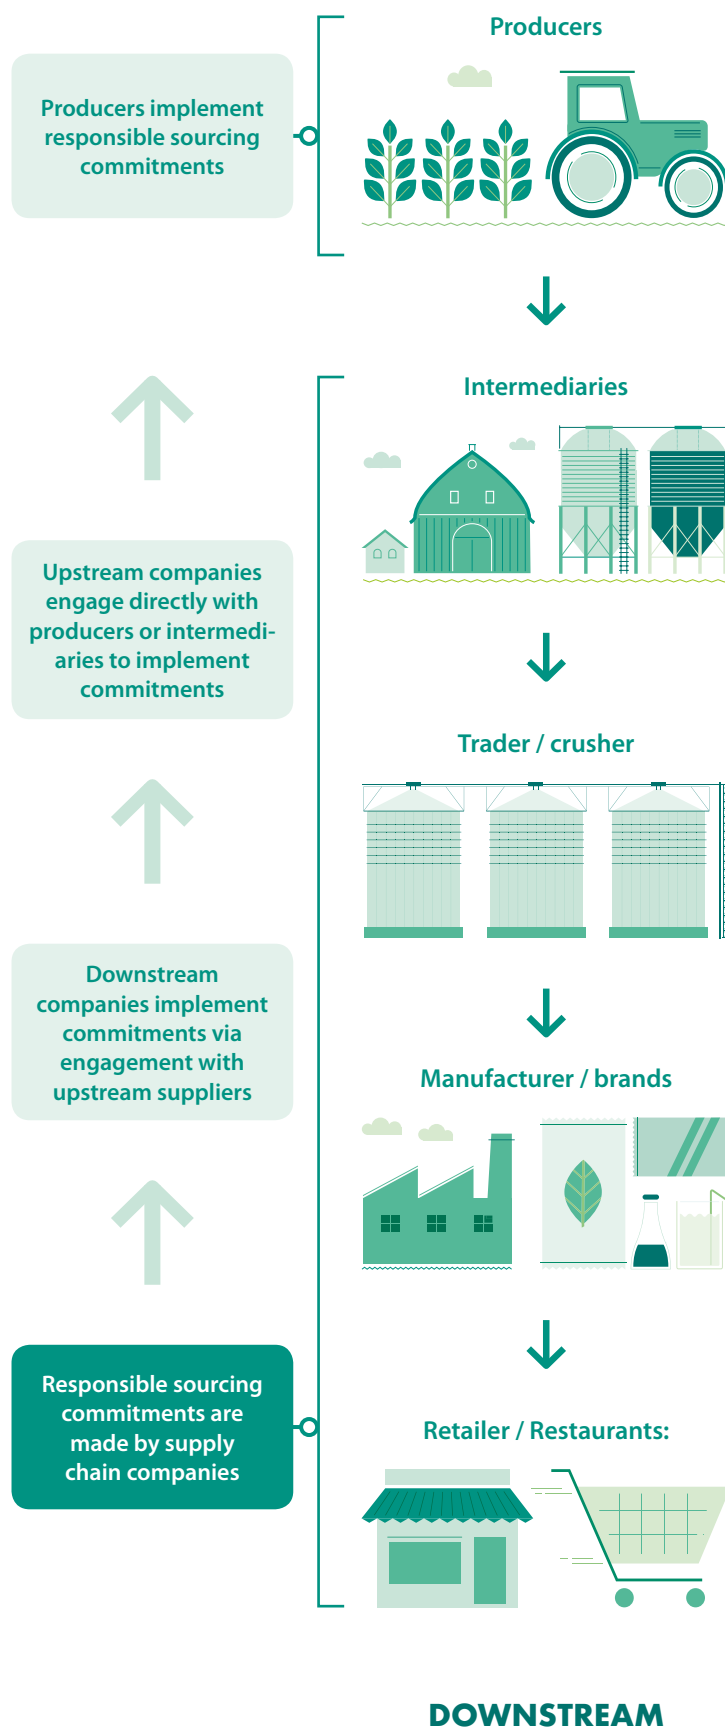 Producers
Producers implement
responsible sourcing
commitments
Intermediaries
Upstream companies
engage directly with
producers or intermedi-
aries to implement
commitments
Trader / crusher
Downstream
companies implement
commitments via
engagement with
upstream suppliers
Manufacturer / brands
Responsible sourcing
commitments are
made by supply
chain companies
Retailer / Restaurants:
DOWNSTREAM